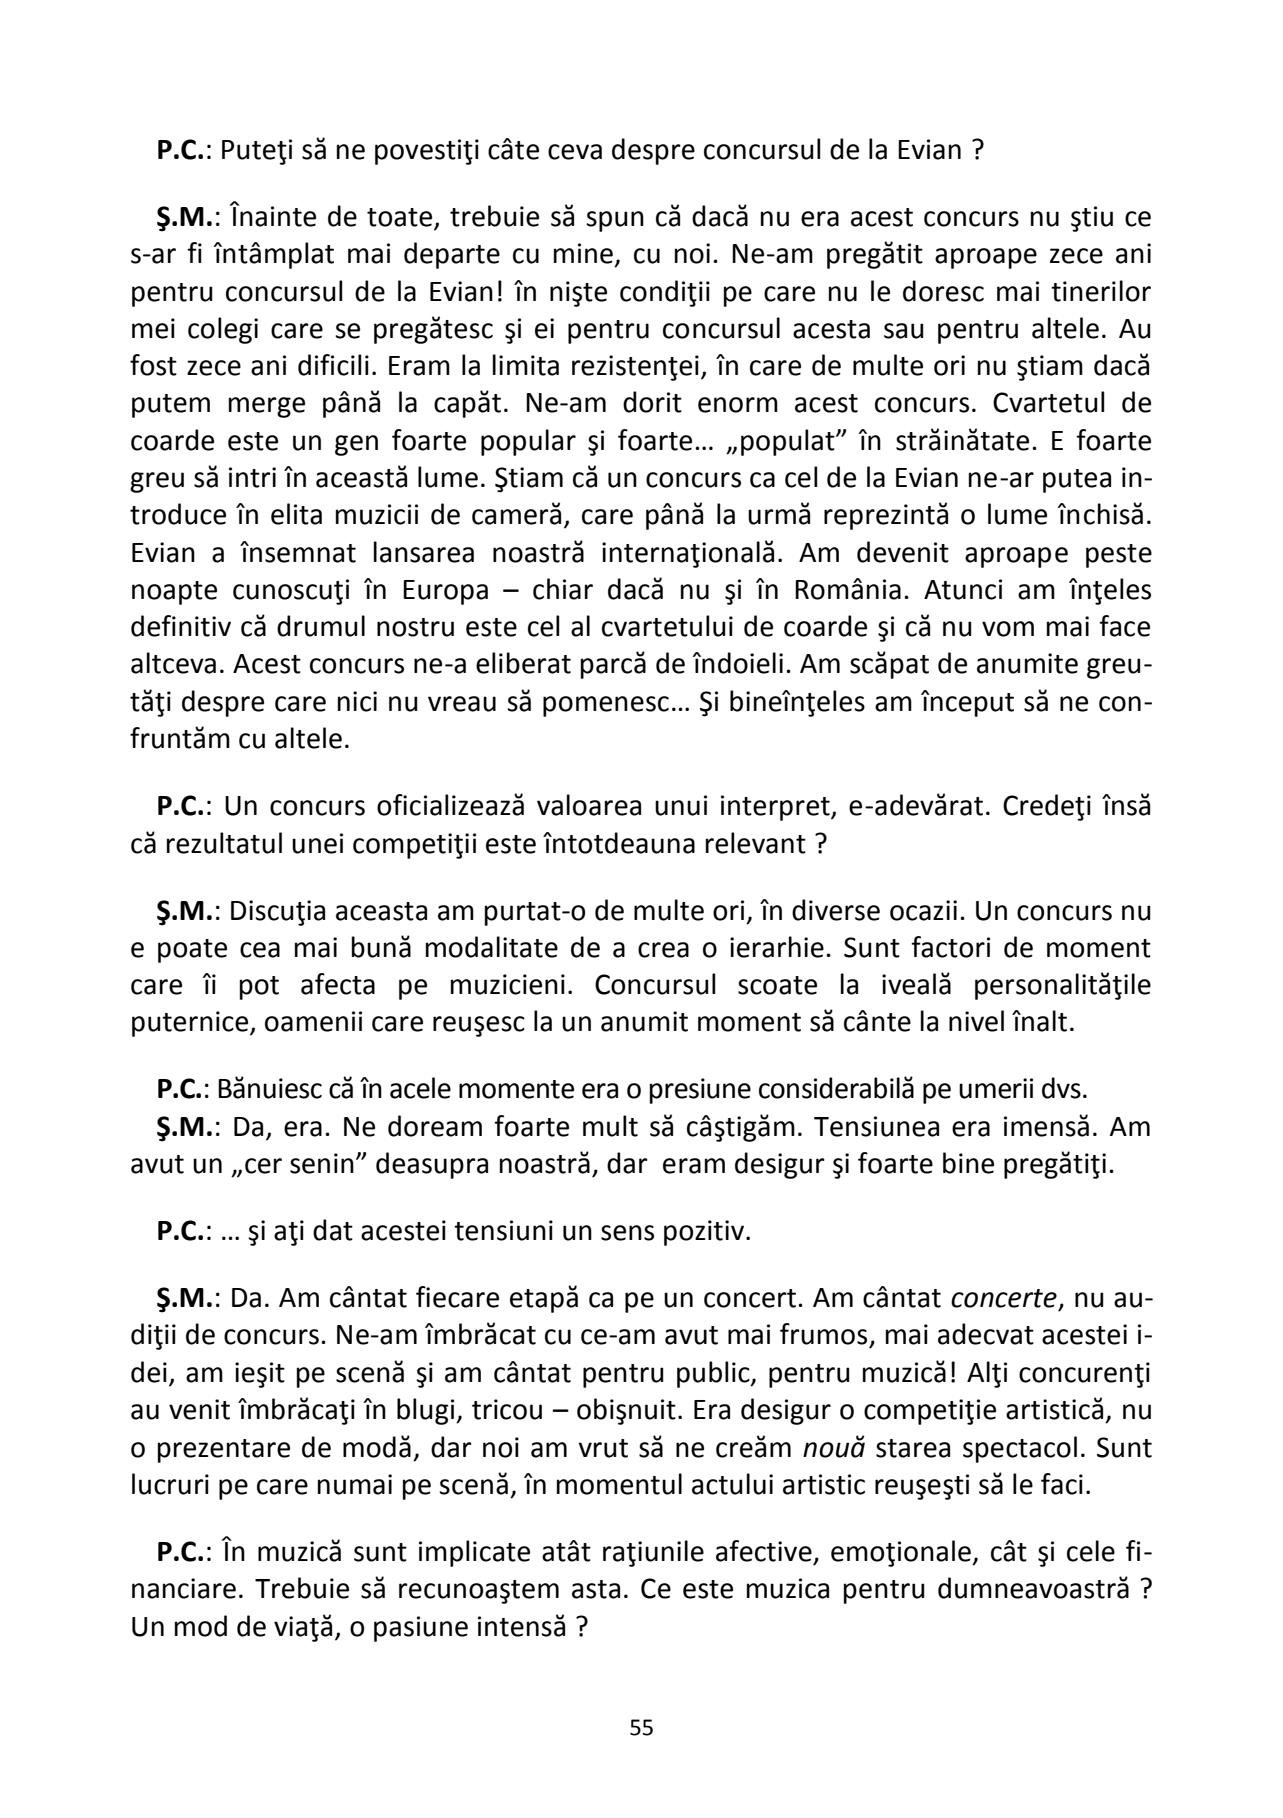 P.C.: Puteţi să ne povestiţi câte ceva despre concursul de la Evian ?
Ş.M.: Înainte de toate, trebuie să spun că dacă nu era acest concurs nu ştiu ce
s-ar fi întâmplat mai departe cu mine, cu noi. Ne-am pregătit aproape zece ani
pentru concursul de la Evian! în nişte condiţii pe care nu le doresc mai tinerilor
mei colegi care se pregătesc şi ei pentru concursul acesta sau pentru altele. Au
fost zece ani dificili. Eram la limita rezistenţei, în care de multe ori nu ştiam dacă
putem merge până la capăt. Ne-am dorit enorm acest concurs. Cvartetul de
coarde este un gen foarte popular şi foarte… „populat” în străinătate. E foarte
greu să intri în această lume. Ştiam că un concurs ca cel de la Evian ne-ar putea in-
troduce în elita muzicii de cameră, care până la urmă reprezintă o lume închisă.
Evian a însemnat lansarea noastră internaţională. Am devenit aproape peste
noapte cunoscuţi în Europa – chiar dacă nu şi în România. Atunci am înţeles
definitiv că drumul nostru este cel al cvartetului de coarde şi că nu vom mai face
altceva. Acest concurs ne-a eliberat parcă de îndoieli. Am scăpat de anumite greu-
tăţi despre care nici nu vreau să pomenesc… Şi bineînţeles am început să ne con-
fruntăm cu altele.
P.C.: Un concurs oficializează valoarea unui interpret, e-adevărat. Credeţi însă
că rezultatul unei competiţii este întotdeauna relevant ?
Ş.M.: Discuţia aceasta am purtat-o de multe ori, în diverse ocazii. Un concurs nu
e poate cea mai bună modalitate de a crea o ierarhie. Sunt factori de moment
care îi pot afecta pe muzicieni. Concursul scoate la iveală personalităţile
puternice, oamenii care reuşesc la un anumit moment să cânte la nivel înalt.
P.C.: Bănuiesc că în acele momente era o presiune considerabilă pe umerii dvs.
Ş.M.: Da, era. Ne doream foarte mult să câştigăm. Tensiunea era imensă. Am
avut un „cer senin” deasupra noastră, dar eram desigur şi foarte bine pregătiţi.
P.C.: … şi aţi dat acestei tensiuni un sens pozitiv.
Ş.M.: Da. Am cântat fiecare etapă ca pe un concert. Am cântat concerte, nu au-
diţii de concurs. Ne-am îmbrăcat cu ce-am avut mai frumos, mai adecvat acestei i-
dei, am ieşit pe scenă şi am cântat pentru public, pentru muzică! Alţi concurenţi
au venit îmbrăcaţi în blugi, tricou – obişnuit. Era desigur o competiţie artistică, nu
o prezentare de modă, dar noi am vrut să ne creăm nouă starea spectacol. Sunt
lucruri pe care numai pe scenă, în momentul actului artistic reuşeşti să le faci.
P.C.: În muzică sunt implicate atât raţiunile afective, emoţionale, cât şi cele fi-
nanciare. Trebuie să recunoaştem asta. Ce este muzica pentru dumneavoastră ?
Un mod de viaţă, o pasiune intensă ?
55